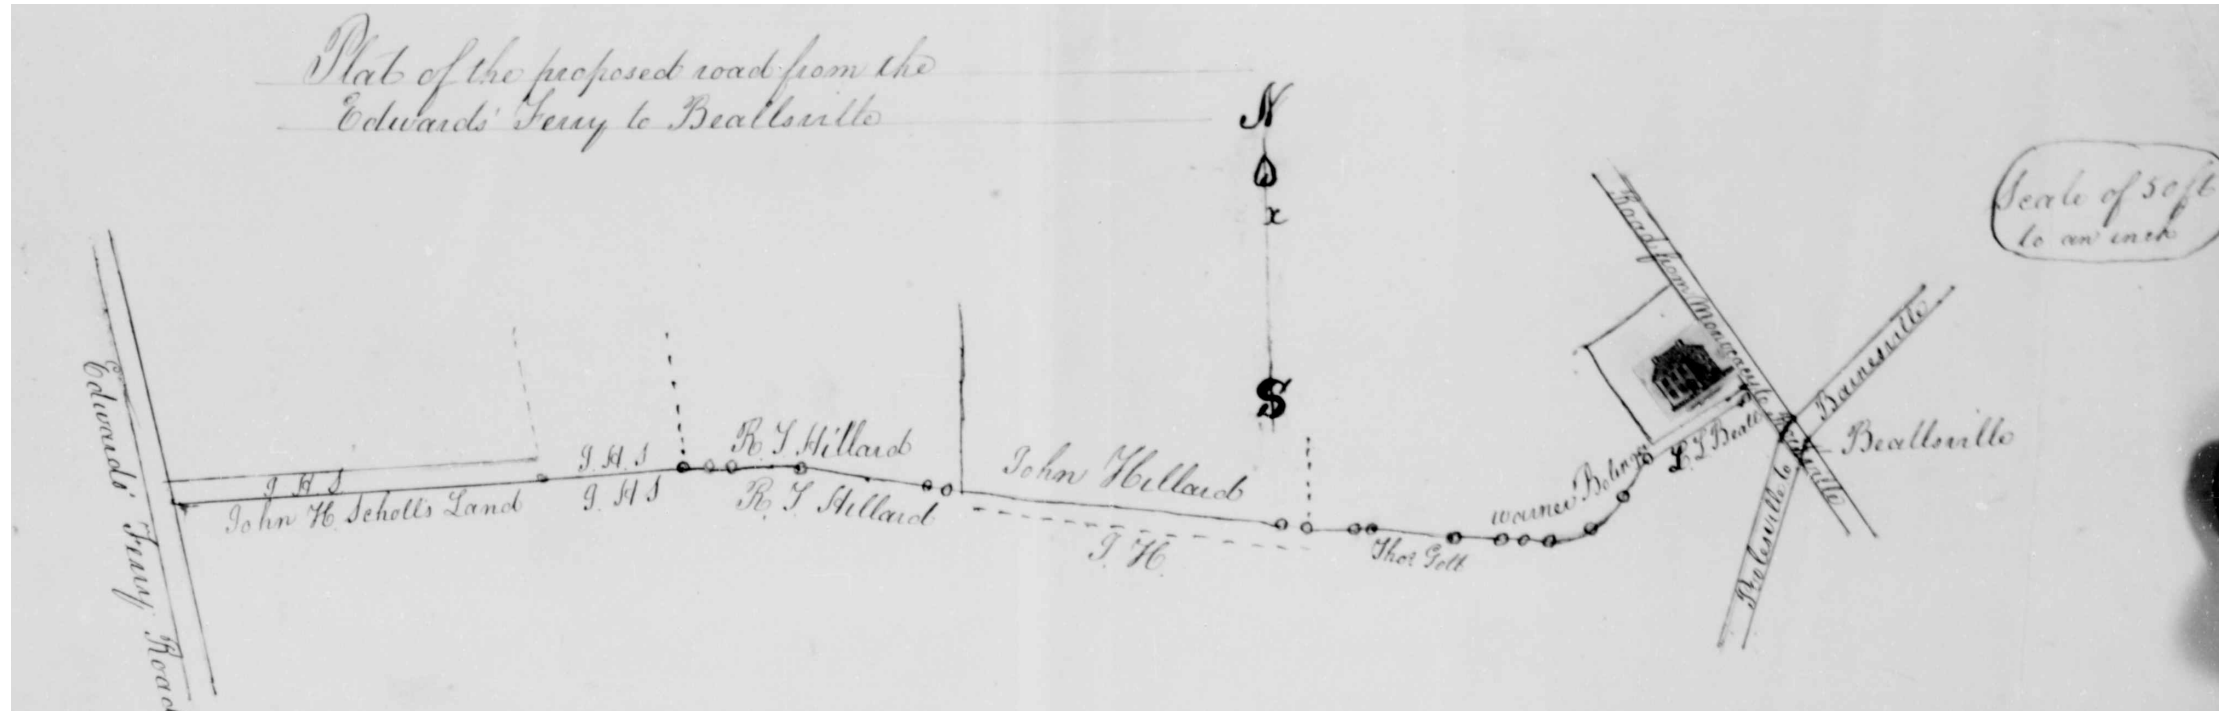 Plat of the proposed road from the
Edwards' Ferry to Beallsville
N
x
S
Scale of 50 ft
to an inch
Edwards' Ferry Road
J H S
John H. Scholl's Land
J. H. S
J. H. S
R. T. Hillard
R. T. Hillard
John Hillard
J. H.
Thos Gott
Warner
L. L Beall
Road from Monocacy to Rockville
Barnesville
Beallsville
Poolesville to